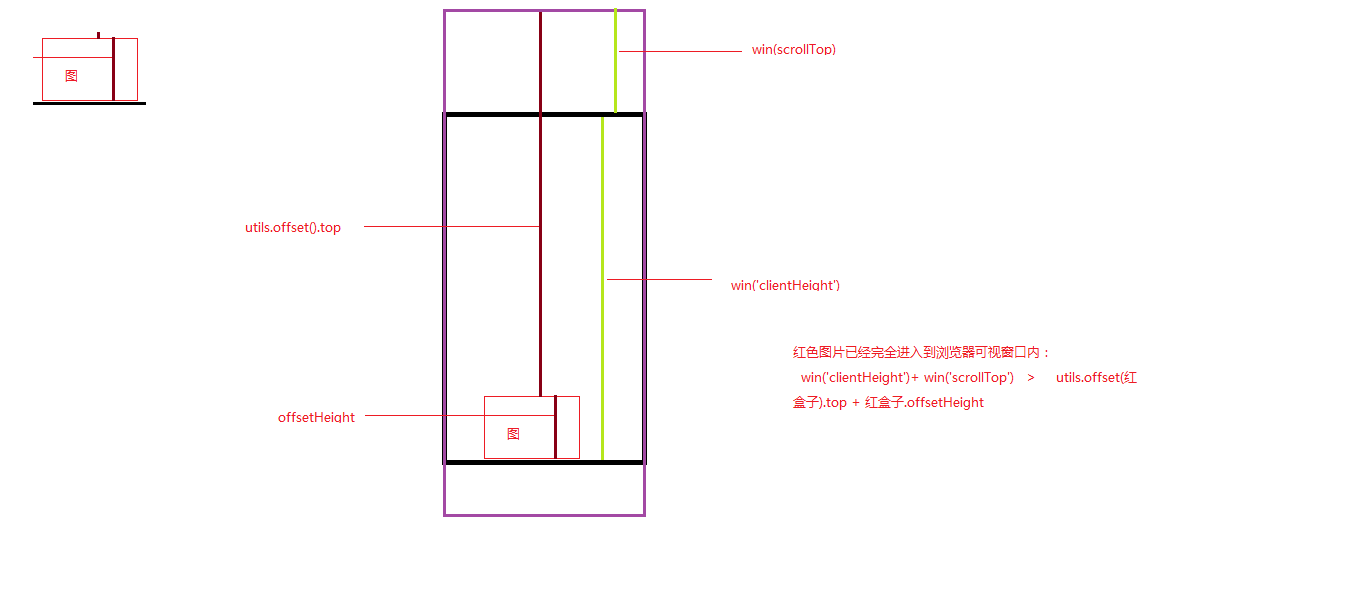 win(scrollTop)
图
utils.offset().top
win('clientHeight')
红色图片已经完全进入到浏览器可视窗口内：
win('clientHeight')+ win('scrollTop') > utils.offset(红
盒子).top + 红盒子.offsetHeight
offsetHeight
图